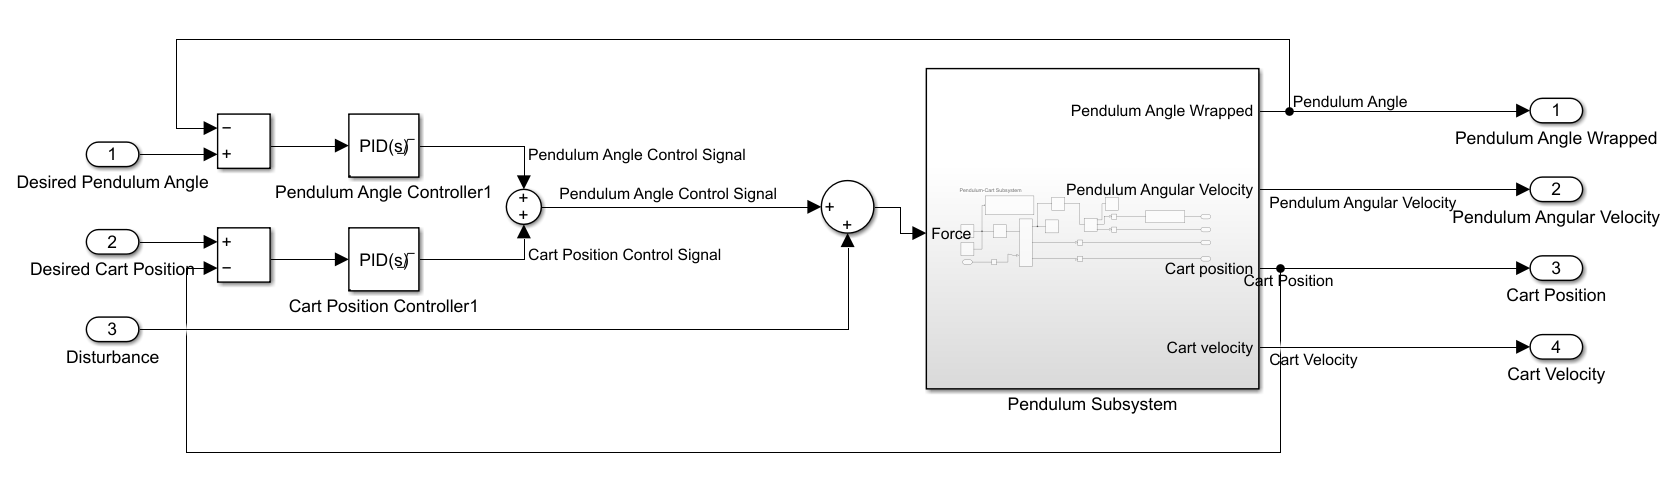 Pendulum Angle Wrapped
Pendulum Angle
1
Pendulum Angle Wrapped
−
+
1
Desired Pendulum Angle
PID(s)
Pendulum Angle Controller1
Pendulum Angle Control Signal
+
+
Pendulum Angle Control Signal
+
+
Pendulum-Cart Subsystem
Pendulum Angular Velocity
Pendulum Angular Velocity
2
Pendulum Angular Velocity
2
Desired Cart Position
+
−
PID(s)
Cart Position Controller1
Cart Position Control Signal
Force
Cart position
Cart Position
3
Cart Position
3
Disturbance
Cart velocity
Cart Velocity
4
Cart Velocity
Pendulum Subsystem